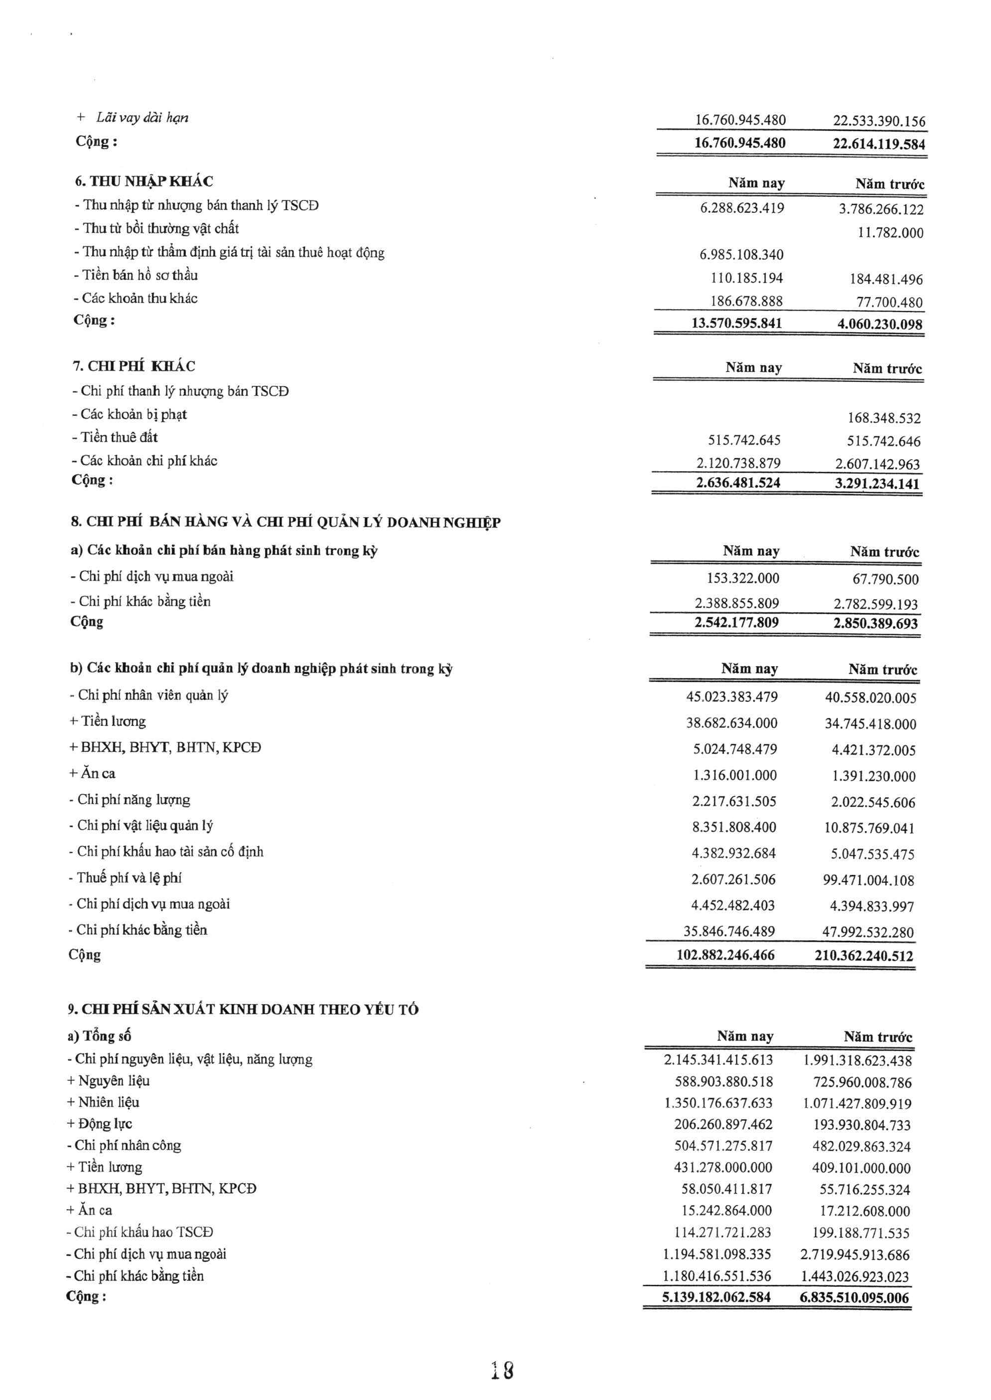 + Lãi vay dài hạn 16.760.945.480 22.533.390.156
Cộng : 16.760.945.480 22.614.119.584
6. THU NHẬP KHÁC Năm nay Năm trước
- Thu nhập từ nhượng bán thanh lý TSCĐ 6.288.623.419 3.786.266.122
- Thu từ bồi thường vật chất 11.782.000
- Thu nhập từ thẩm định giá trị tài sản thuê hoạt động 6.985.108.340
- Tiền bán hồ sơ thầu 110.185.194 184.481.496
- Các khoản thu khác 186.678.888 77.700.480
Cộng : 13.570.595.841 4.060.230.098
7. CHI PHÍ KHÁC Năm nay Năm trước
- Chi phí thanh lý nhượng bán TSCĐ
- Các khoản bị phạt 168.348.532
- Tiền thuê đất 515.742.645 515.742.646
- Các khoản chi phí khác 2.120.738.879 2.607.142.963
Cộng : 2.636.481.524 3.291.234.141
8. CHI PHÍ BÁN HÀNG VÀ CHI PHÍ QUẢN LÝ DOANH NGHIỆP
a) Các khoản chi phí bán hàng phát sinh trong kỳ Năm nay Năm trước
- Chi phí dịch vụ mua ngoài 153.322.000 67.790.500
- Chi phí khác bằng tiền 2.388.855.809 2.782.599.193
Cộng 2.542.177.809 2.850.389.693
b) Các khoản chi phí quản lý doanh nghiệp phát sinh trong kỳ Năm nay Năm trước
- Chi phí nhân viên quản lý 45.023.383.479 40.558.020.005
+ Tiền lương 38.682.634.000 34.745.418.000
+ BHXH, BHYT, BHTN, KPCĐ 5.024.748.479 4.421.372.005
+ Ăn ca 1.316.001.000 1.391.230.000
- Chi phí năng lượng 2.217.631.505 2.022.545.606
- Chi phí vật liệu quản lý 8.351.808.400 10.875.769.041
- Chi phí khấu hao tài sản cố định 4.382.932.684 5.047.535.475
- Thuế phí và lệ phí 2.607.261.506 99.471.004.108
- Chi phí dịch vụ mua ngoài 4.452.482.403 4.394.833.997
- Chi phí khác bằng tiền 35.846.746.489 47.992.532.280
Cộng 102.882.246.466 210.362.240.512
9. CHI PHÍ SẢN XUẤT KINH DOANH THEO YẾU TỐ
a) Tổng số Năm nay Năm trước
- Chi phí nguyên liệu, vật liệu, năng lượng 2.145.341.415.613 1.991.318.623.438
+ Nguyên liệu 588.903.880.518 725.960.008.786
+ Nhiên liệu 1.350.176.637.633 1.071.427.809.919
+ Động lực 206.260.897.462 193.930.804.733
- Chi phí nhân công 504.571.275.817 482.029.863.324
+ Tiền lương 431.278.000.000 409.101.000.000
+ BHXH, BHYT, BHTN, KPCĐ 58.050.411.817 55.716.255.324
+ Ăn ca 15.242.864.000 17.212.608.000
- Chi phí khấu hao TSCĐ 114.271.721.283 199.188.771.535
- Chi phí dịch vụ mua ngoài 1.194.581.098.335 2.719.945.913.686
- Chi phí khác bằng tiền 1.180.416.551.536 1.443.026.923.023
Cộng : 5.139.182.062.584 6.835.510.095.006
18